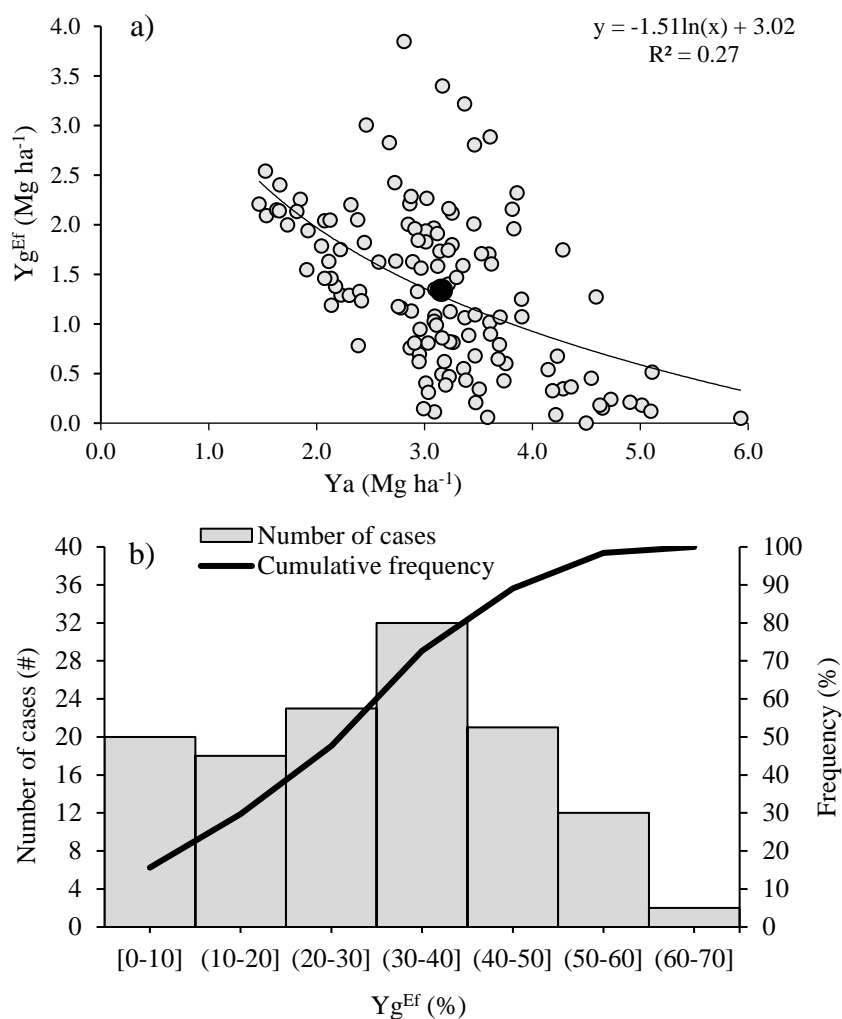 a)
y = -1.51ln(x) + 3.02
R² = 0.27
4.0
3.5
3.0
2.5
2.0
1.5
1.0
0.5
0.0
Yg^Ef (Mg ha⁻¹)
0.0 1.0 2.0 3.0 4.0 5.0 6.0
Ya (Mg ha⁻¹)
b)
Number of cases
Cumulative frequency
40
36
32
28
24
20
16
12
8
4
0
Number of cases (#)
100
90
80
70
60
50
40
30
20
10
0
Frequency (%)
[0-10] (10-20] (20-30] (30-40] (40-50] (50-60] (60-70]
Yg^Ef (%)